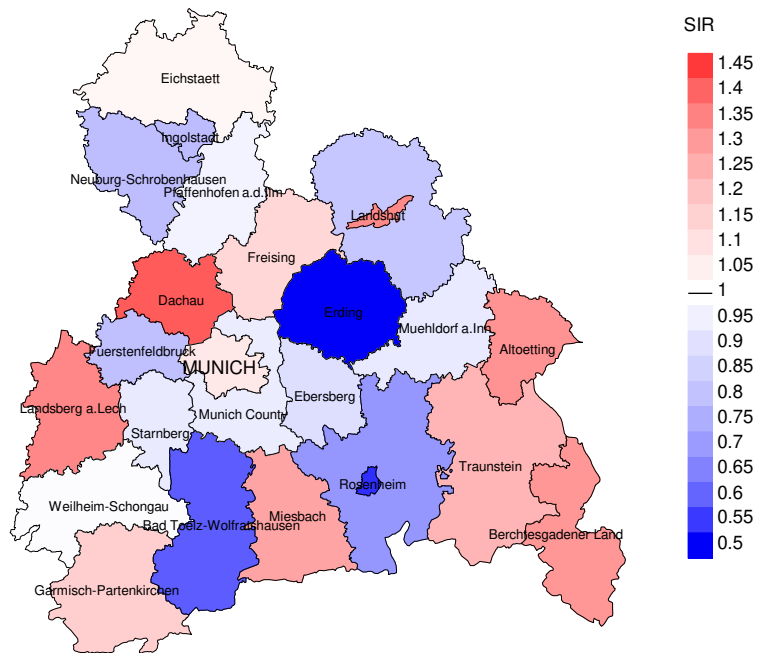 SIR
1.45
1.4
1.35
1.3
1.25
1.2
1.15
1.1
1.05
1
0.95
0.9
0.85
0.8
0.75
0.7
0.65
0.6
0.55
0.5
Eichstaett
Ingolstadt
Neuburg-Schrobenhausen
Pfaffenhofen a.d.Ilm
Landshut
Freising
Dachau
Erding
Muehldorf a.Inn
Altoetting
Fuerstenfeldbruck
MUNICH
Ebersberg
Landsberg a.Lech
Munich County
Starnberg
Traunstein
Rosenheim
Weilheim-Schongau
Miesbach
Bad Toelz-Wolfratshausen
Berchtesgadener Land
Garmisch-Partenkirchen